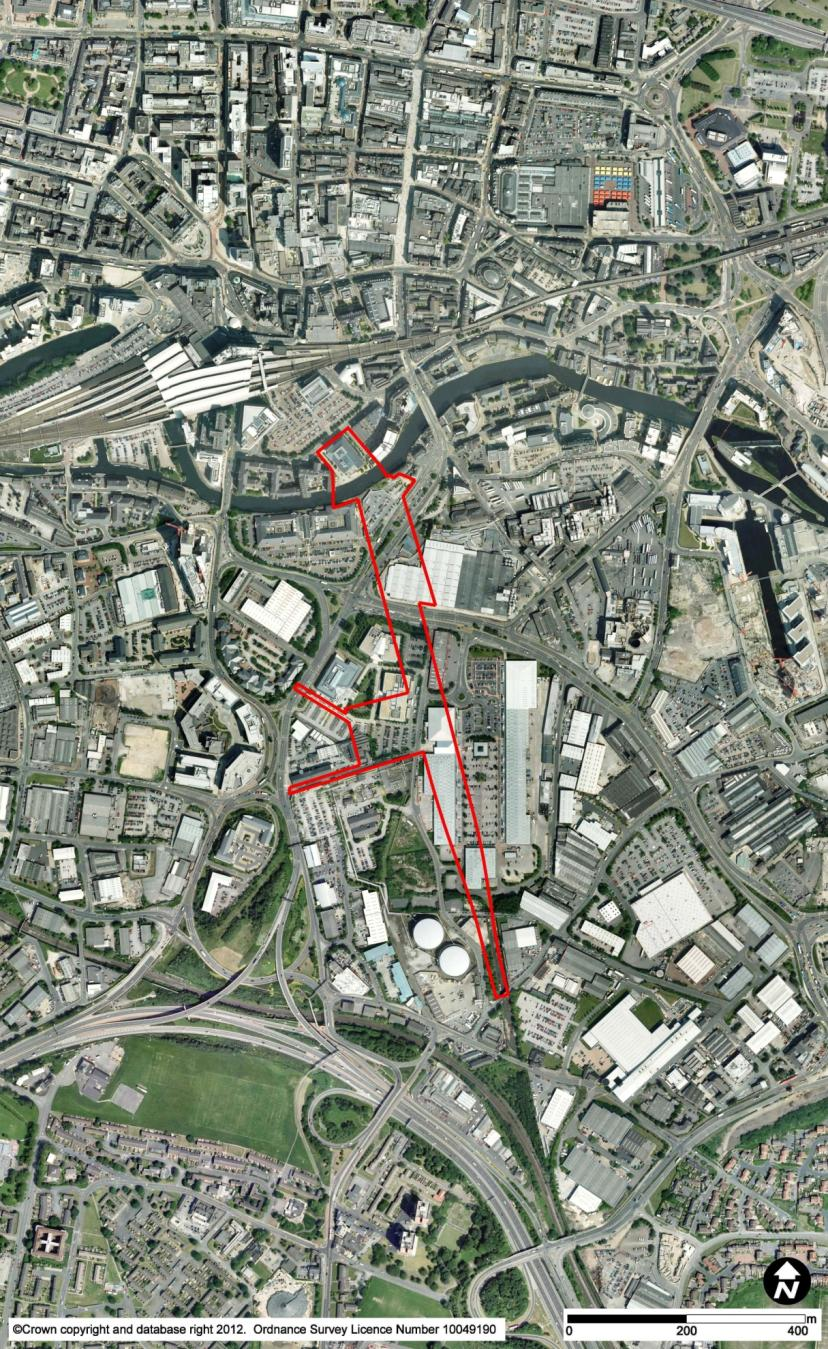 N
m
©Crown copyright and database right 2012. Ordnance Survey Licence Number 10049190
0 200 400